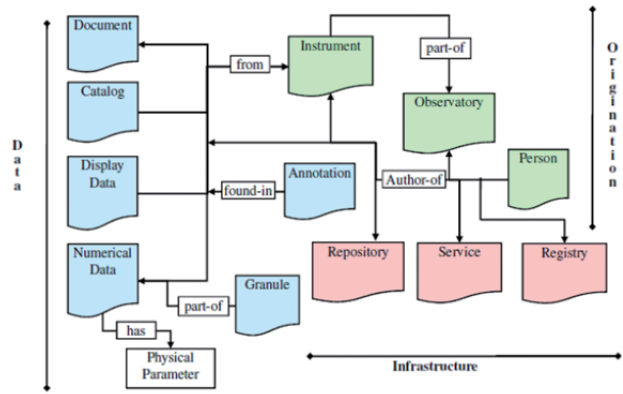 Document
Instrument
part-of
from
Origination
Catalog
Observatory
Data
Display
Data
Annotation
found-in
Author-of
Person
Numerical
Data
Repository
Service
Registry
Granule
part-of
has
Physical
Parameter
Infrastructure